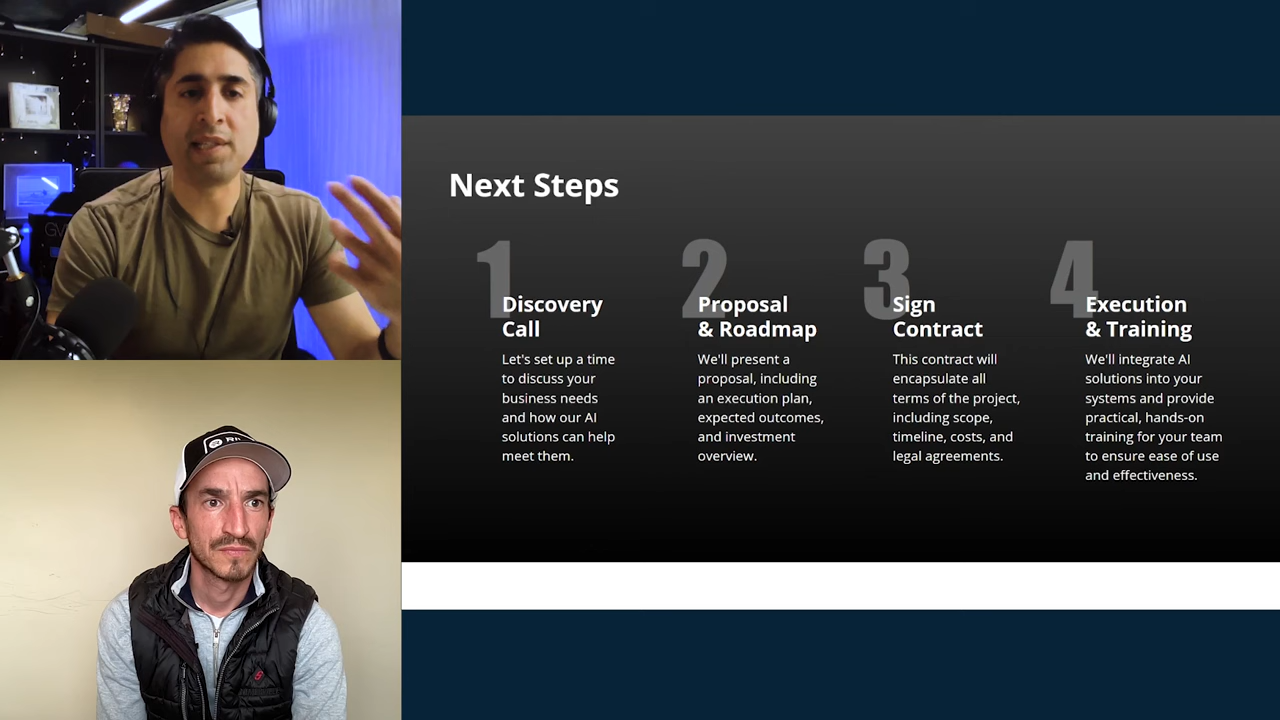 Next Steps
1
Discovery
Call
Let's set up a time
to discuss your
business needs
and how our AI
solutions can help
meet them.
2
Proposal
& Roadmap
We'll present a
proposal, including
an execution plan,
expected outcomes,
and investment
overview.
3
Sign
Contract
This contract will
encapsulate all
terms of the project,
including scope,
timeline, costs, and
legal agreements.
4
Execution
& Training
We'll integrate AI
solutions into your
systems and provide
practical, hands-on
training for your team
to ensure ease of use
and effectiveness.